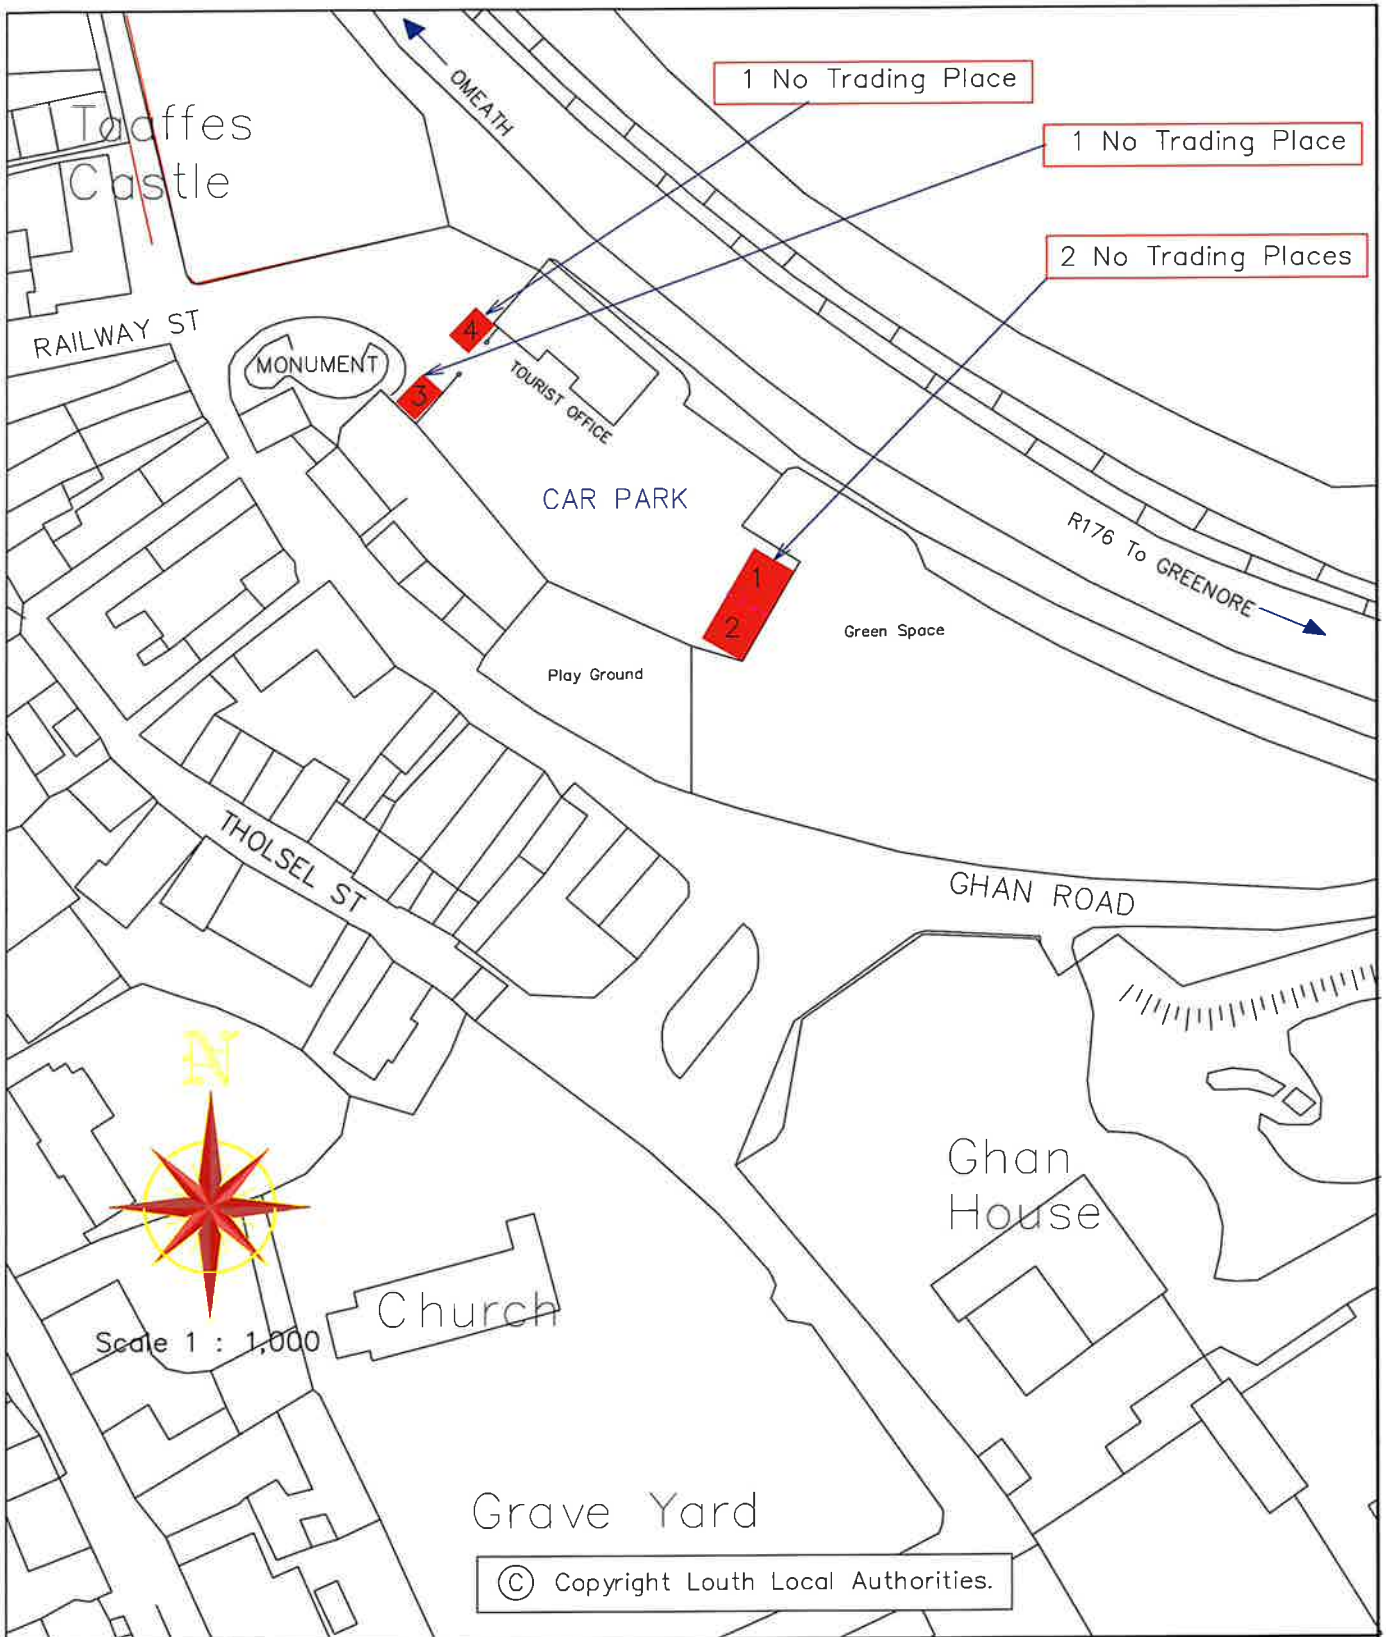 OMEATH
1 No Trading Place
1 No Trading Place
2 No Trading Places
Taaffes
Castle
RAILWAY ST
MONUMENT
4
3
TOURIST OFFICE
CAR PARK
1
2
R176 To GREENORE
Green Space
Play Ground
THOLSEL ST
GHAN ROAD
N
Ghan
House
Church
Scale 1 : 1,000
Grave Yard
© Copyright Louth Local Authorities.